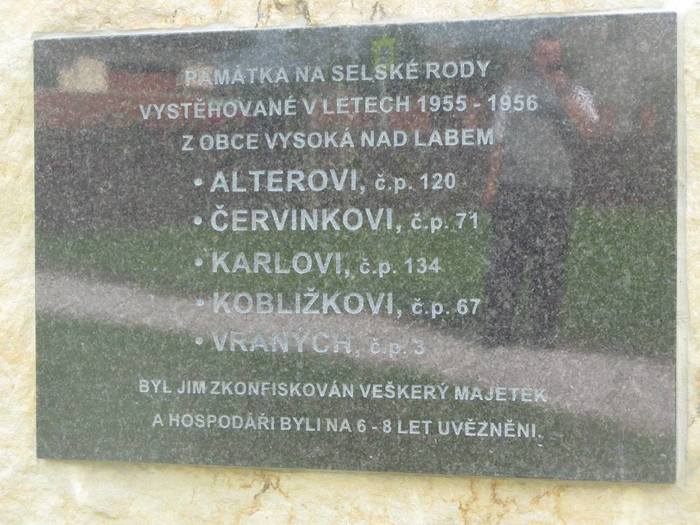 PAMÁTKA NA SELSKÉ RODY
VYSTĚHOVANÉ V LETECH 1955 - 1956
Z OBCE VYSOKÁ NAD LABEM
• ALTEROVI, č.p. 120
• ČERVINKOVI, č.p. 71
• KARLOVI, č.p. 134
• KOBLIŽKOVI, č.p. 67
• VRANÝCH, č.p. 3
BYL JIM ZKONFISKOVÁN VEŠKERÝ MAJETEK
A HOSPODÁŘI BYLI NA 6 - 8 LET UVĚZNĚNI.